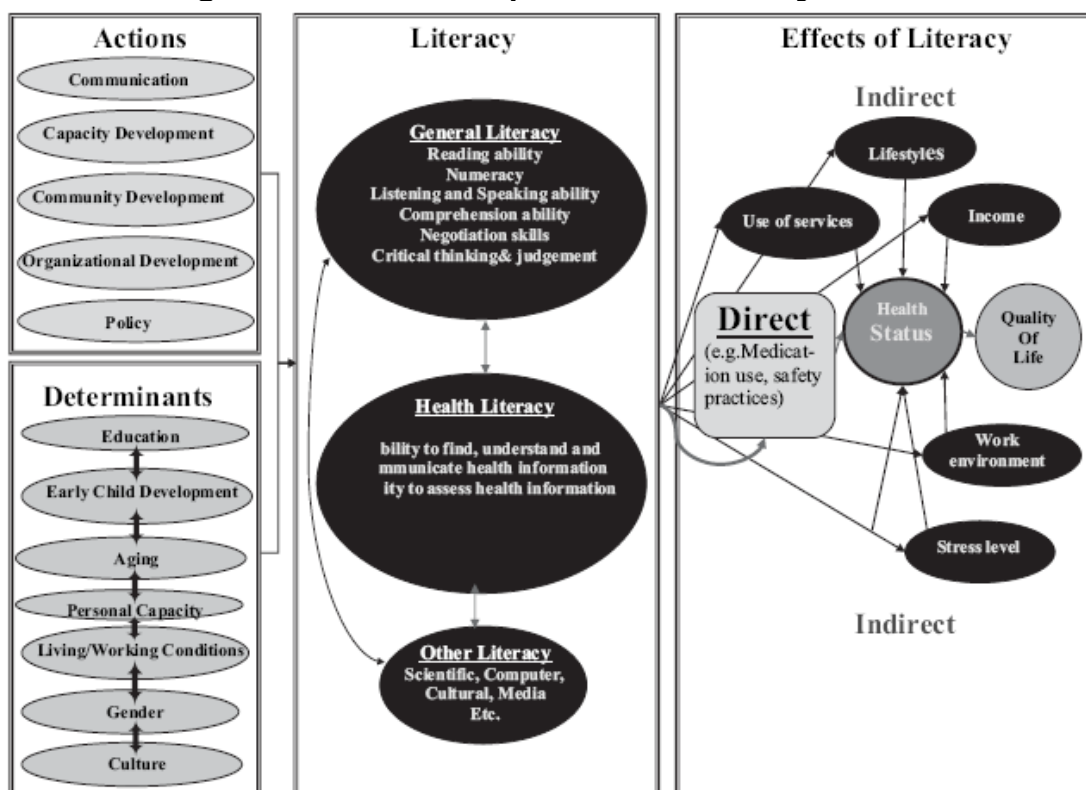 Actions
Communication
Capacity Development
Community Development
Organizational Development
Policy
Determinants
Education
Early Child Development
Aging
Personal Capacity
Living/Working Conditions
Gender
Culture
Literacy
General Literacy
Reading ability
Numeracy
Listening and Speaking ability
Comprehension ability
Negotiation skills
Critical thinking& judgement
Health Literacy
bility to find, understand and
mmunicate health information
ity to assess health information
Other Literacy
Scientific, Computer,
Cultural, Media
Etc.
Effects of Literacy
Indirect
Lifestyles
Use of services
Income
Direct
(e.g.Medicat-
ion use, safety
practices)
Health
Status
Quality
Of
Life
Work
environment
Stress level
Indirect